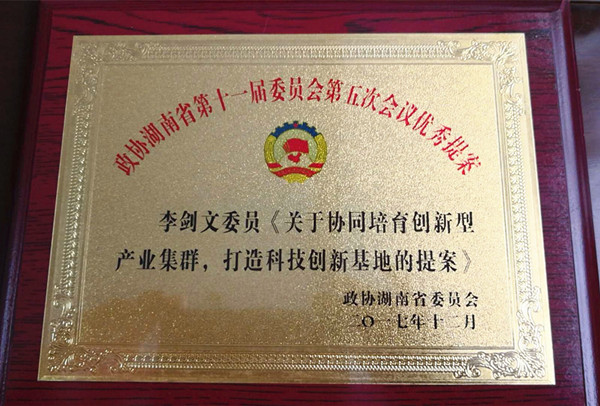 政协湖南省第十一届委员会第五次会议优秀提案
李剑文委员《关于协同培育创新型
产业集群，打造科技创新基地的提案》
政协湖南省委员会
二〇一七年十二月